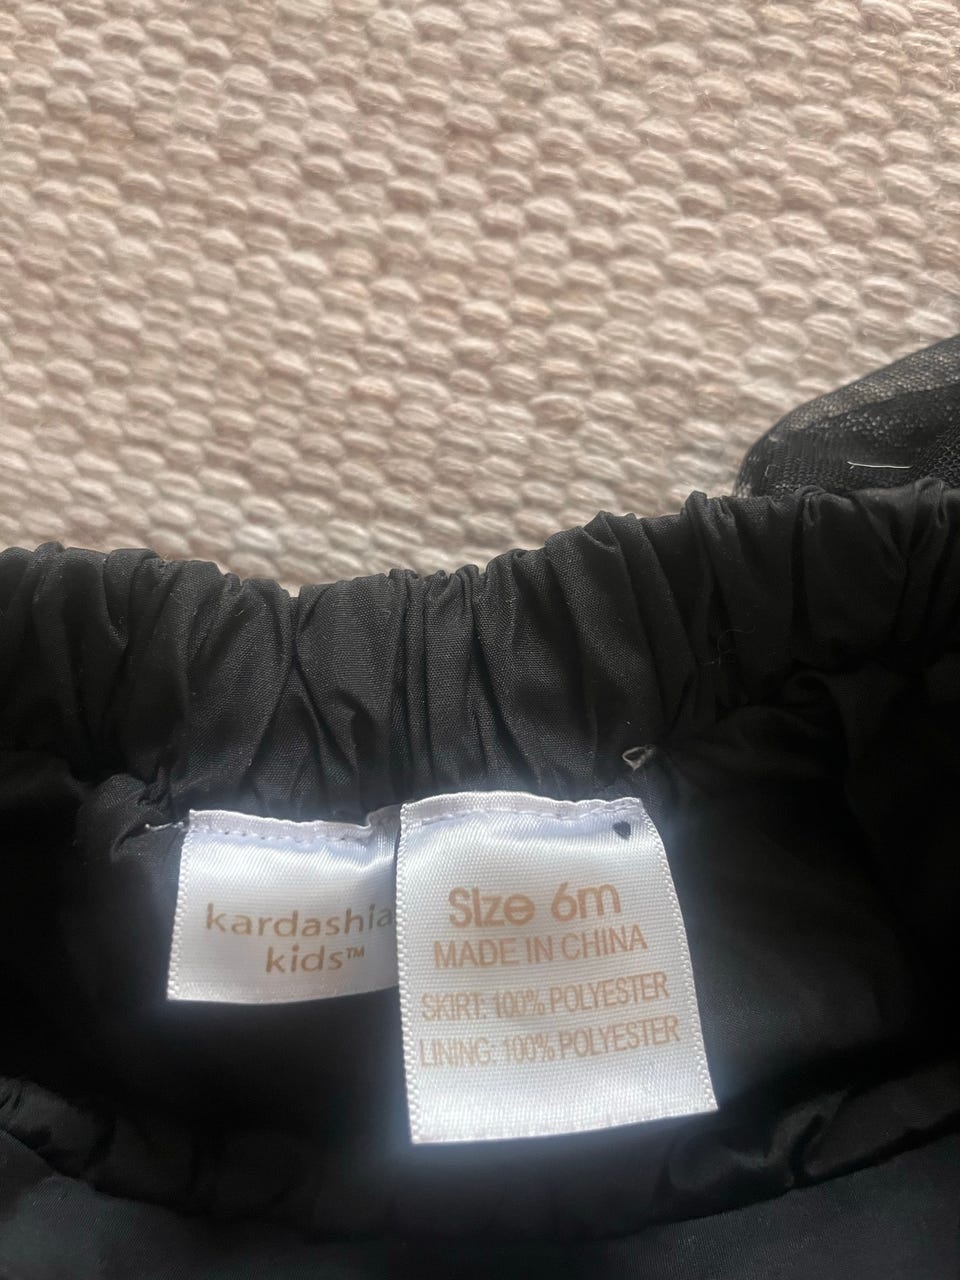 kardashia
kids™
Size 6m
MADE IN CHINA
SKIRT: 100% POLYESTER
LINING: 100% POLYESTER